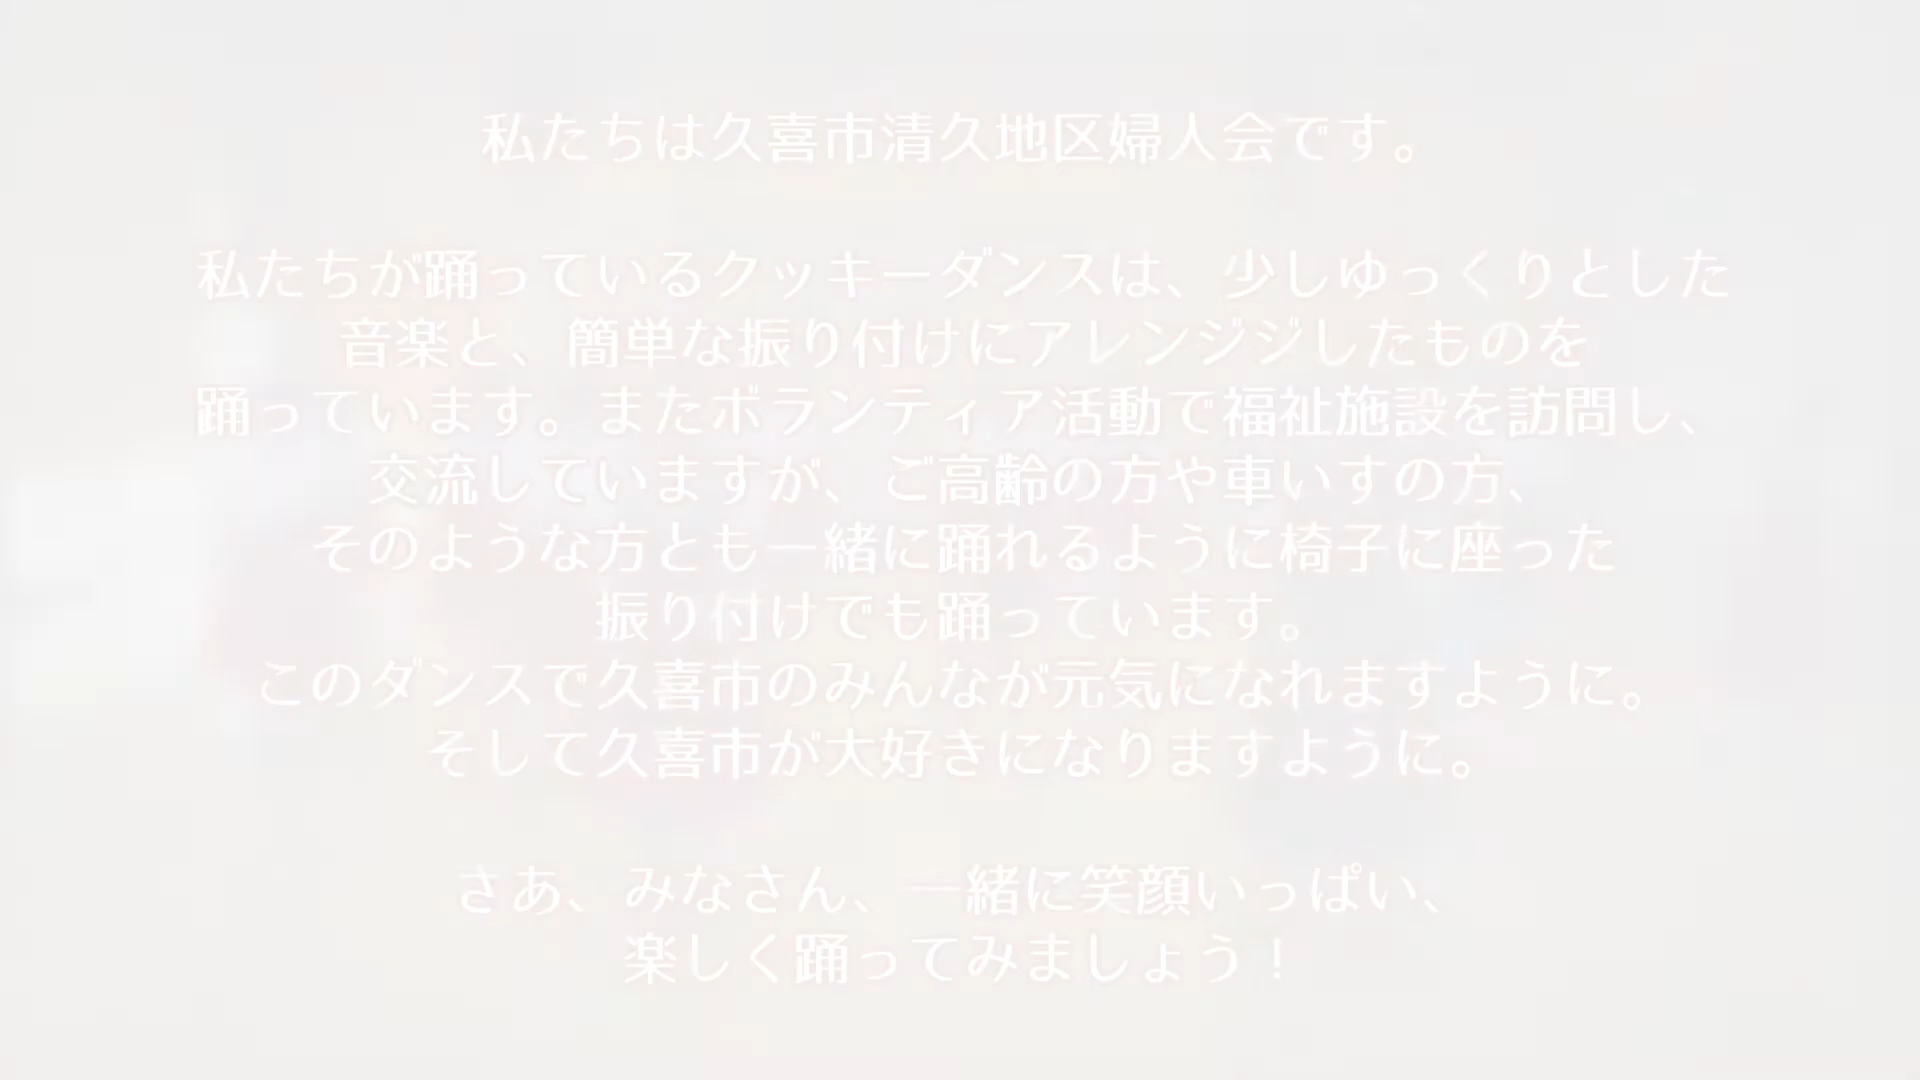 私たちは久喜市清久地区婦人会です。
私たちが踊っているクッキーダンスは、少しゆっくりとした
音楽と、簡単な振り付けにアレンジジしたものを
踊っています。またボランティア活動で福祉施設を訪問し、
交流していますが、ご高齢の方や車いすの方、
そのような方とも一緒に踊れるように椅子に座った
振り付けでも踊っています。
このダンスで久喜市のみんなが元気になれますように。
そして久喜市が大好きになりますように。
さあ、みなさん、一緒に笑顔いっぱい、
楽しく踊ってみましょう！